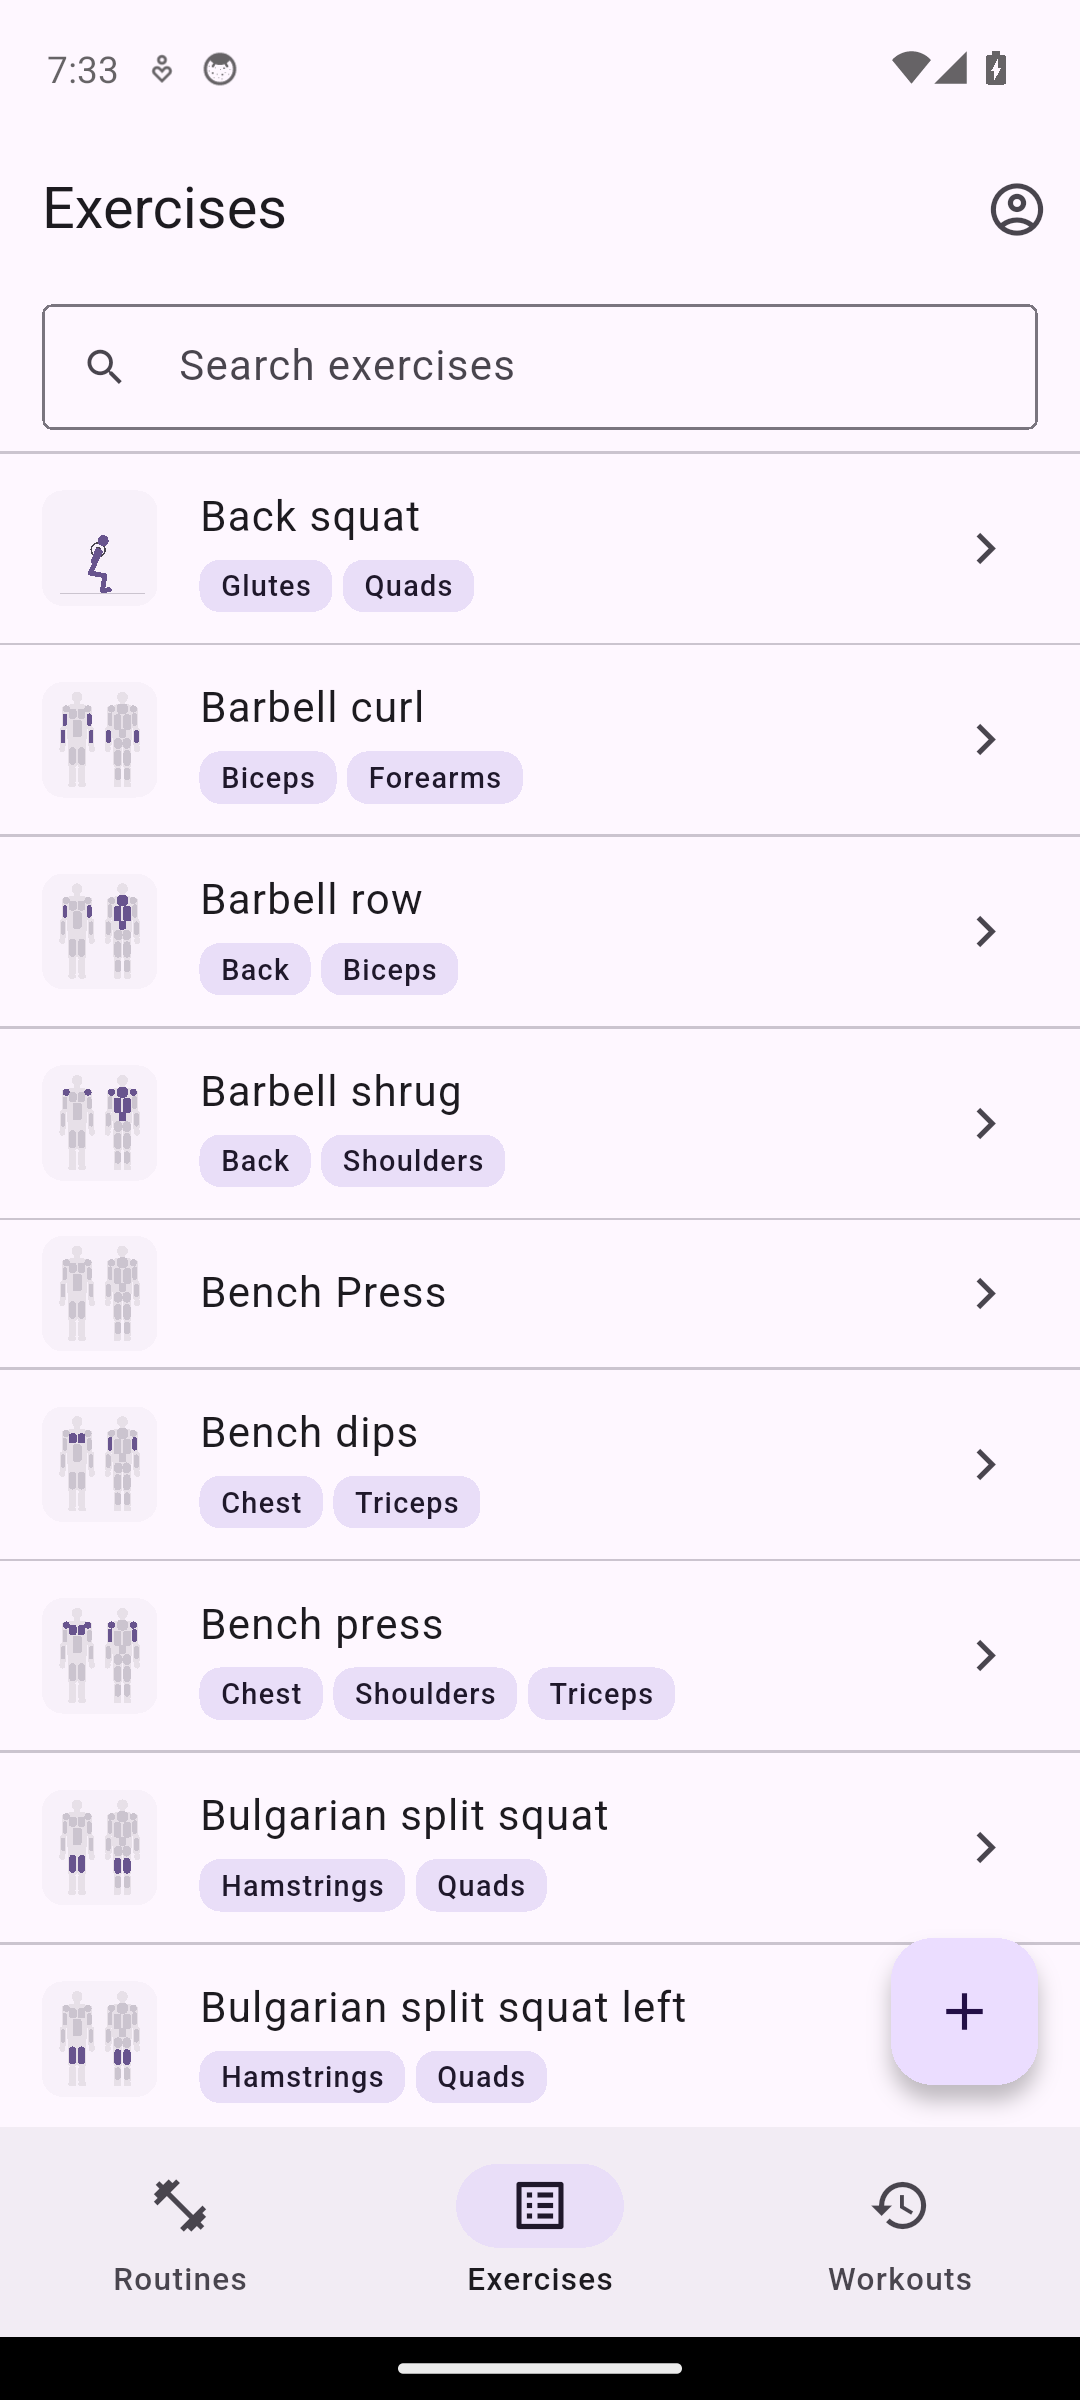 7:33
Exercises
Search exercises
Back squat
Glutes Quads
Barbell curl
Biceps Forearms
Barbell row
Back Biceps
Barbell shrug
Back Shoulders
Bench Press
Bench dips
Chest Triceps
Bench press
Chest Shoulders Triceps
Bulgarian split squat
Hamstrings Quads
Bulgarian split squat left
Hamstrings Quads
Routines Exercises Workouts